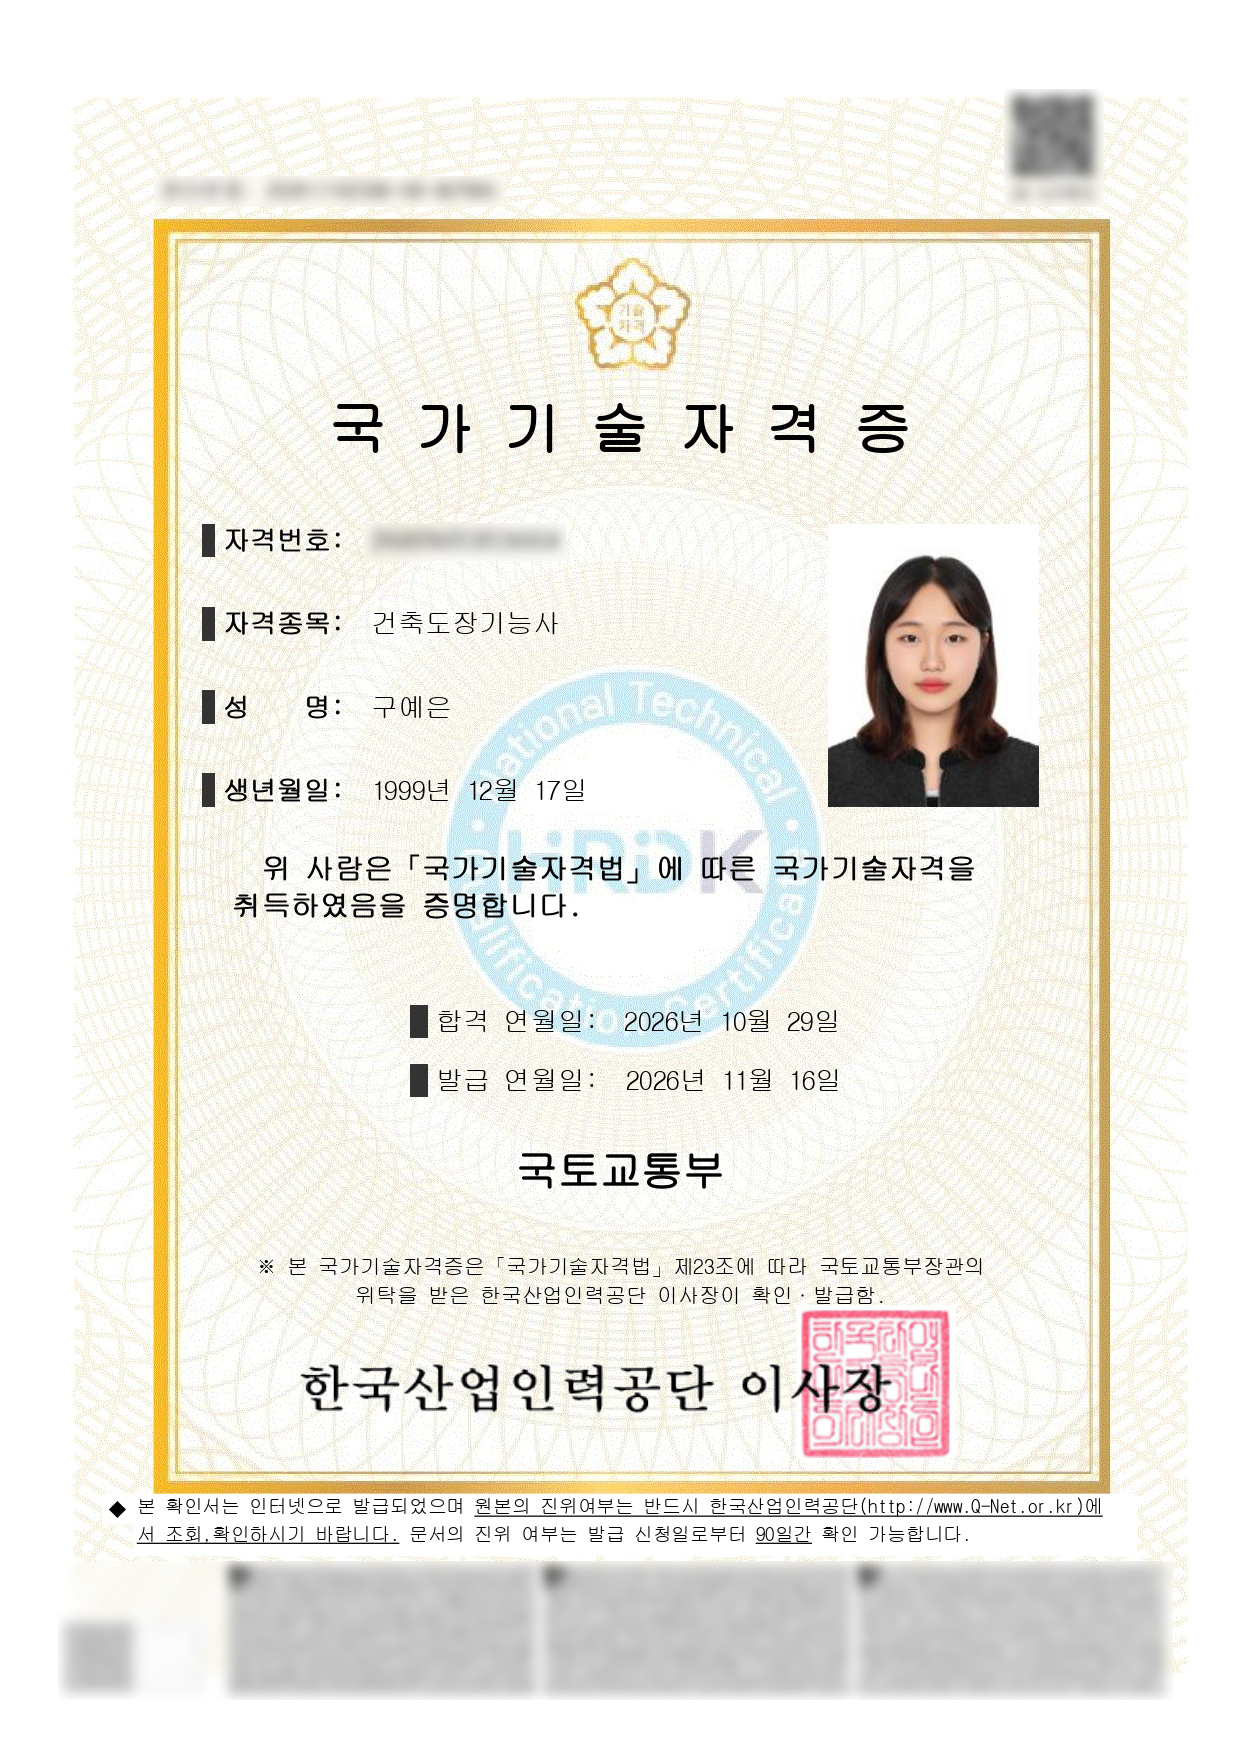 기술
자격
국가기술자격증
자격번호:
자격종목: 건축도장기능사
성 명: 구예은
생년월일: 1999년 12월 17일
National Technical Qualification Certificate
HRDK
위 사람은「국가기술자격법」에 따른 국가기술자격을
취득하였음을 증명합니다.
합격 연월일: 2026년 10월 29일
발급 연월일: 2026년 11월 16일
국토교통부
※ 본 국가기술자격증은「국가기술자격법」제23조에 따라 국토교통부장관의
위탁을 받은 한국산업인력공단 이사장이 확인·발급함.
한국산업인력공단 이사장
◆ 본 확인서는 인터넷으로 발급되었으며 원본의 진위여부는 반드시 한국산업인력공단(http://www.Q-Net.or.kr)에
서 조회,확인하시기 바랍니다. 문서의 진위 여부는 발급 신청일로부터 90일간 확인 가능합니다.